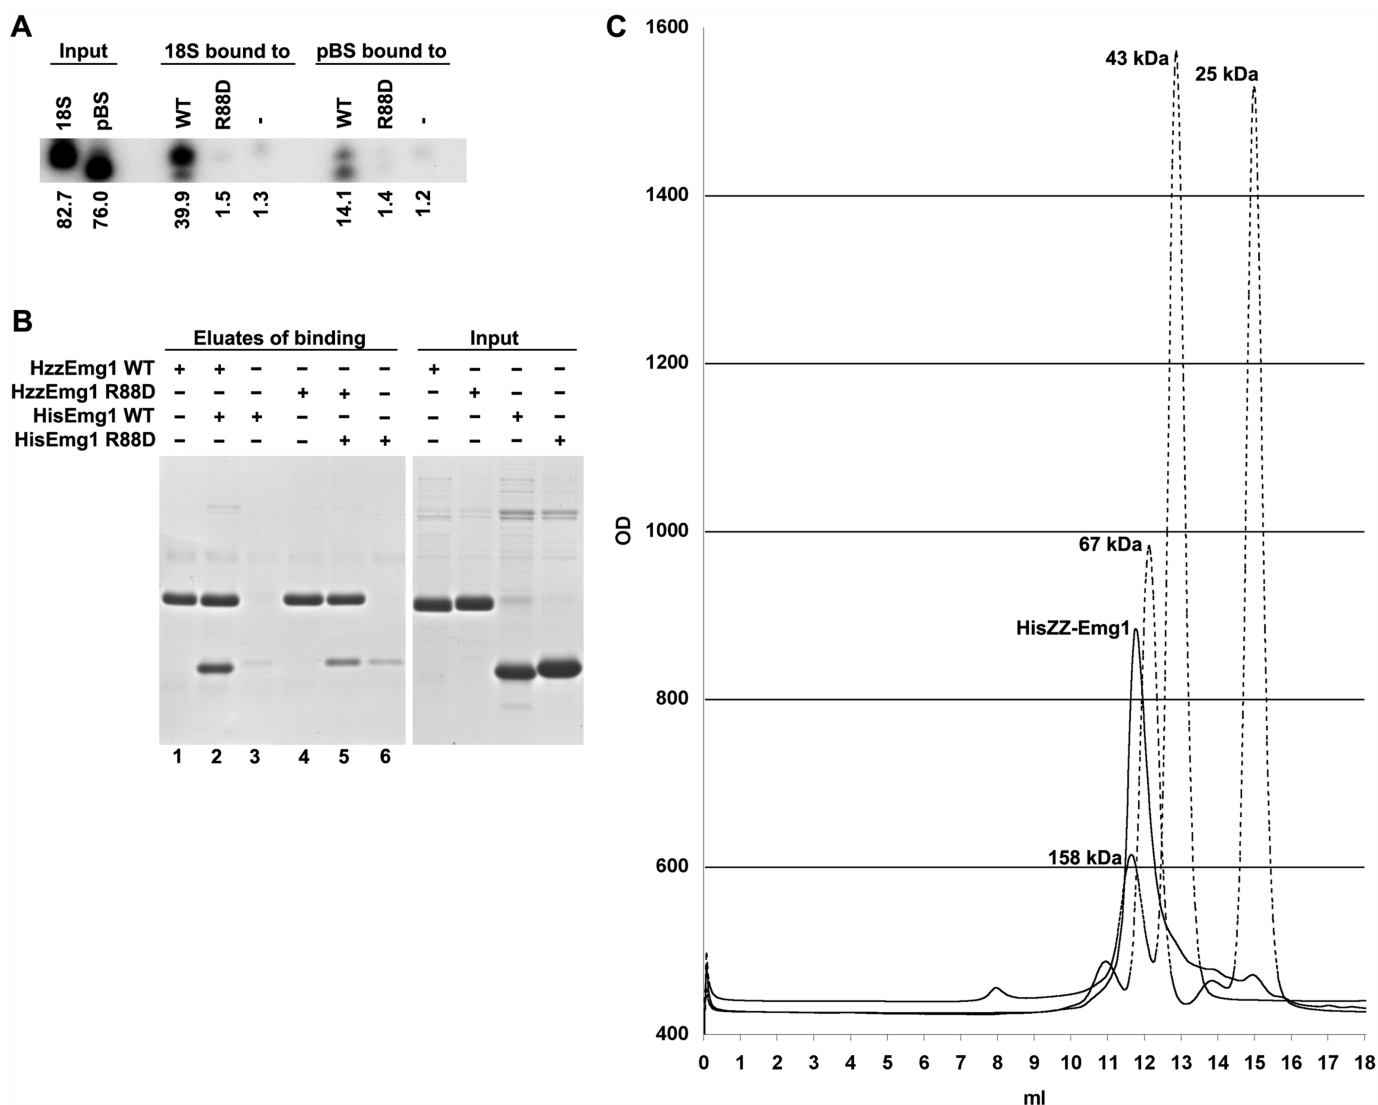 A
Input 18S bound to pBS bound to
18S pBS WT R88D - WT R88D -
82.7 76.0 39.9 1.5 1.3 14.1 1.4 1.2
B
Eluates of binding Input
HzzEmg1 WT + + – – – – + – – –
HzzEmg1 R88D – – – + + – – + – –
HisEmg1 WT – + + – – – – – + –
HisEmg1 R88D – – – – + + – – – +
1 2 3 4 5 6
C
1600
1400
1200
1000
800
600
400
OD
43 kDa
25 kDa
67 kDa
HisZZ-Emg1
158 kDa
0 1 2 3 4 5 6 7 8 9 10 11 12 13 14 15 16 17 18
ml